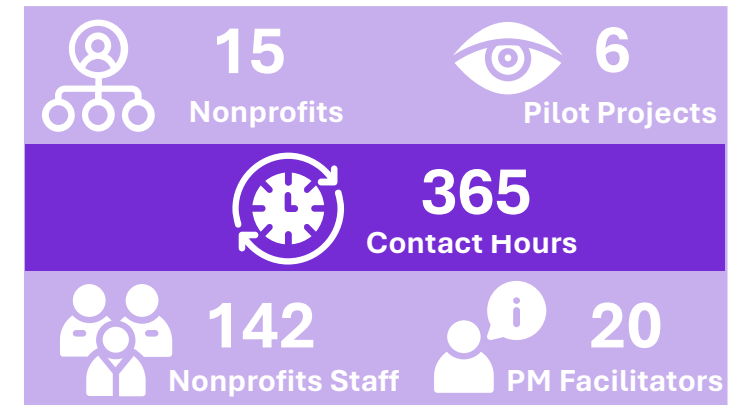 15
Nonprofits
6
Pilot Projects
365
Contact Hours
142
Nonprofits Staff
i
20
PM Facilitators